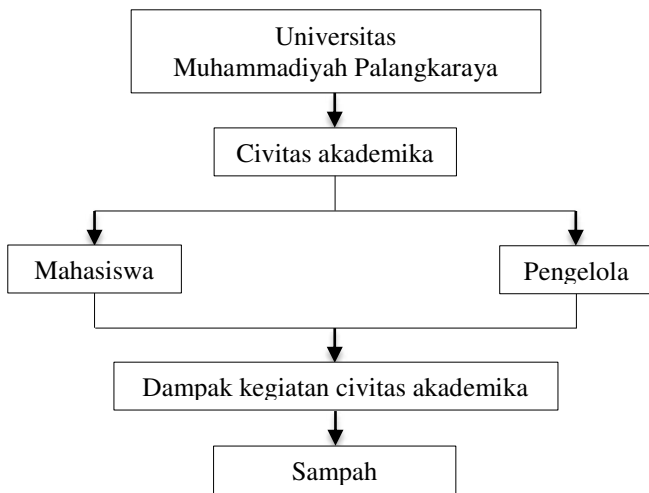 Universitas
Muhammadiyah Palangkaraya
Civitas akademika
Mahasiswa
Pengelola
Dampak kegiatan civitas akademika
Sampah